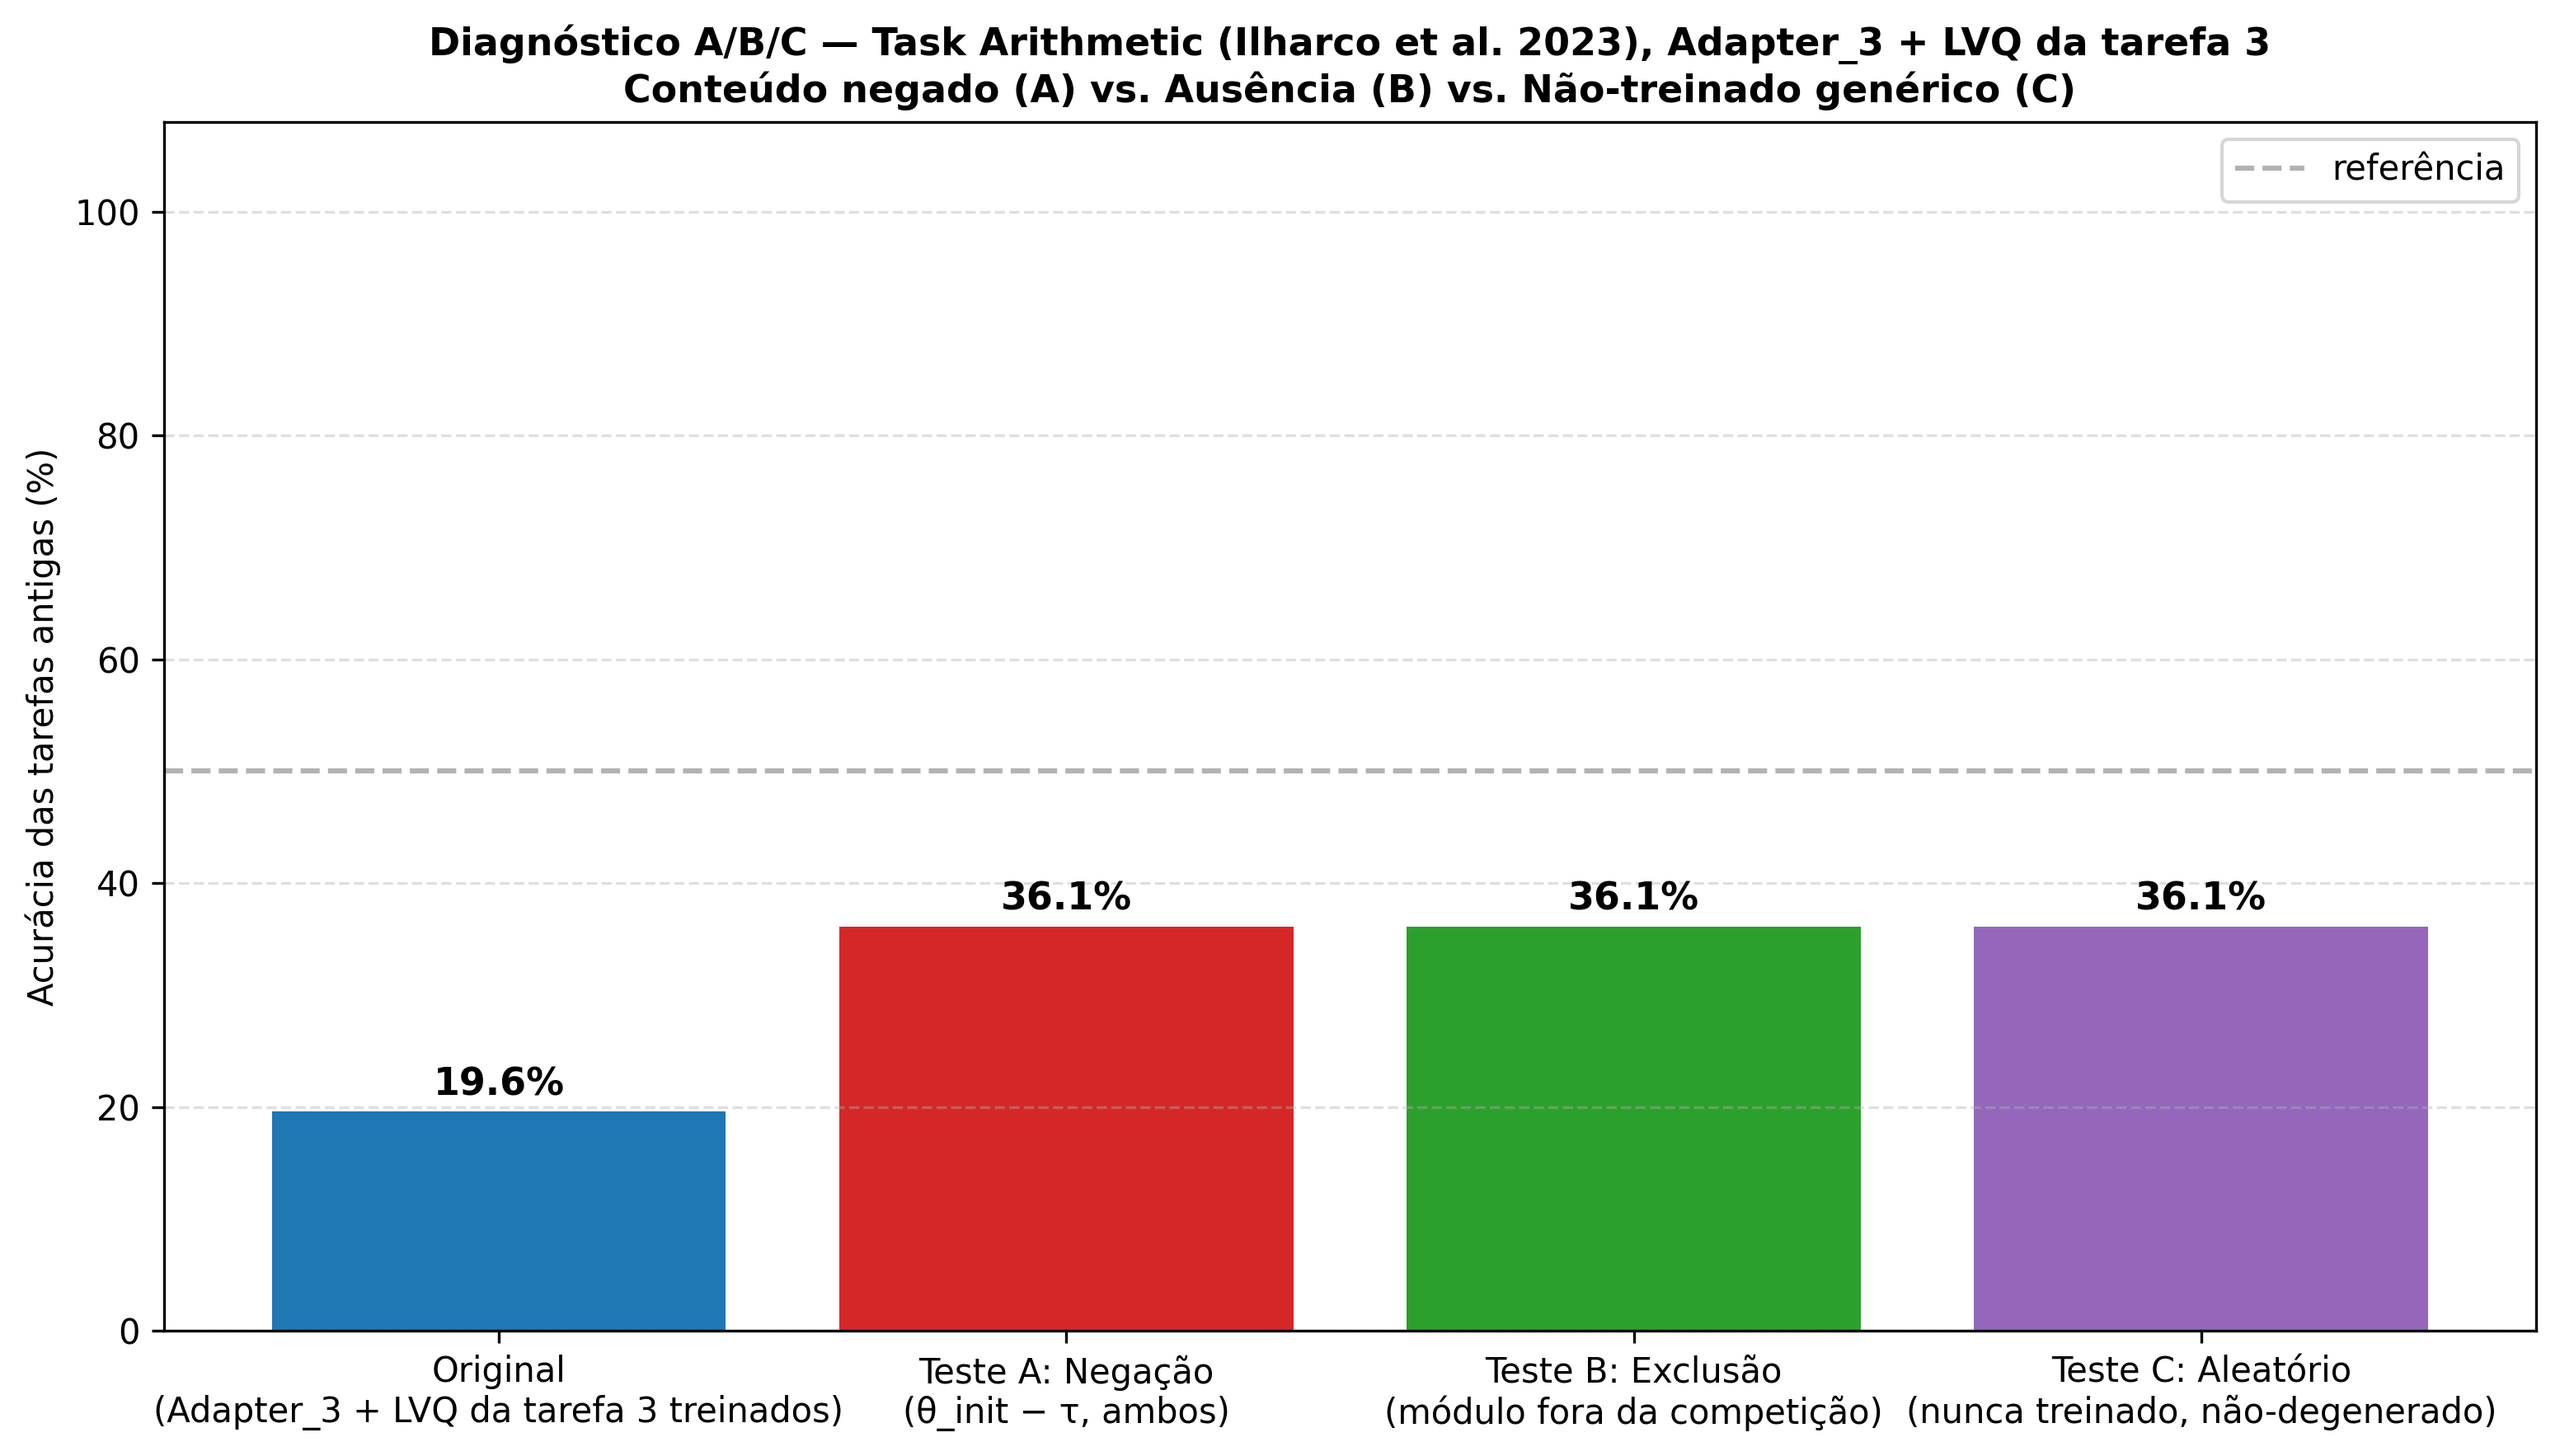 Diagnóstico A/B/C — Task Arithmetic (Ilharco et al. 2023), Adapter_3 + LVQ da tarefa 3
Conteúdo negado (A) vs. Ausência (B) vs. Não-treinado genérico (C)
referência
Acurácia das tarefas antigas (%)
100
80
60
40
20
0
19.6%
36.1%
36.1%
36.1%
Original
(Adapter_3 + LVQ da tarefa 3 treinados)
Teste A: Negação
(θ_init − τ, ambos)
Teste B: Exclusão
(módulo fora da competição)
Teste C: Aleatório
(nunca treinado, não-degenerado)